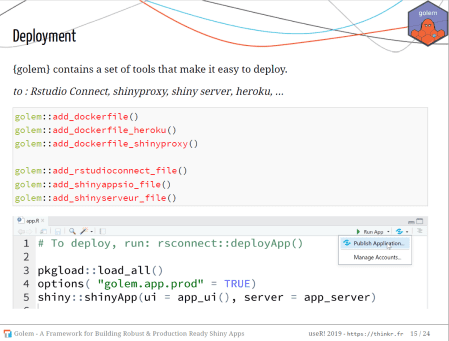 golem
Deployment
{golem} contains a set of tools that make it easy to deploy.
to : Rstudio Connect, shinyproxy, shiny server, heroku, ...
golem::add_dockerfile()
golem::add_dockerfile_heroku()
golem::add_dockerfile_shinyproxy()
golem::add_rstudioconnect_file()
golem::add_shinyappsio_file()
golem::add_shinyserveur_file()
app.R
Run App
Publish Application...
Manage Accounts...
1 # To deploy, run: rsconnect::deployApp()
2
3 pkgload::load_all()
4 options( "golem.app.prod" = TRUE)
5 shiny::shinyApp(ui = app_ui(), server = app_server)
Golem - A Framework for Building Robust & Production Ready Shiny Apps
useR! 2019 - https://thinkr.fr 15 / 24